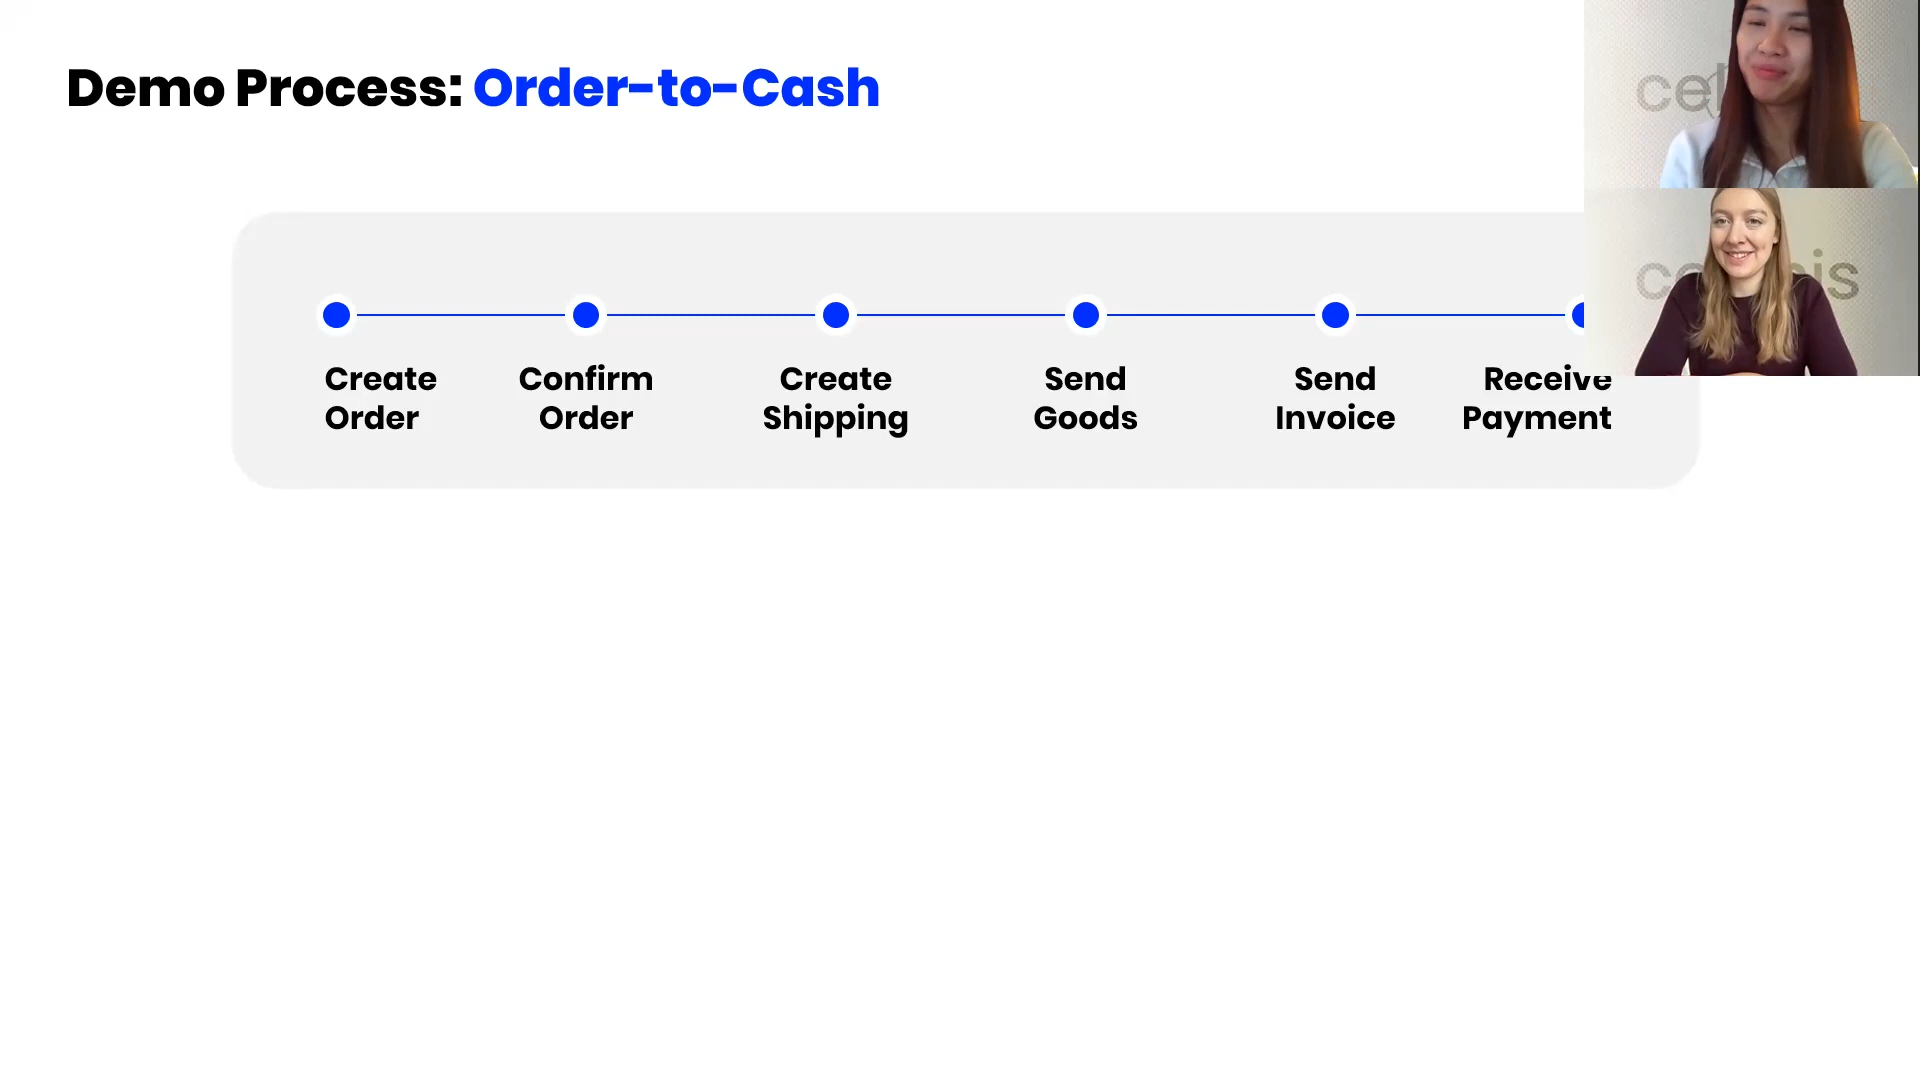 Demo Process: Order-to-Cash
Create Order
Confirm Order
Create Shipping
Send Goods
Send Invoice
Receive Payment